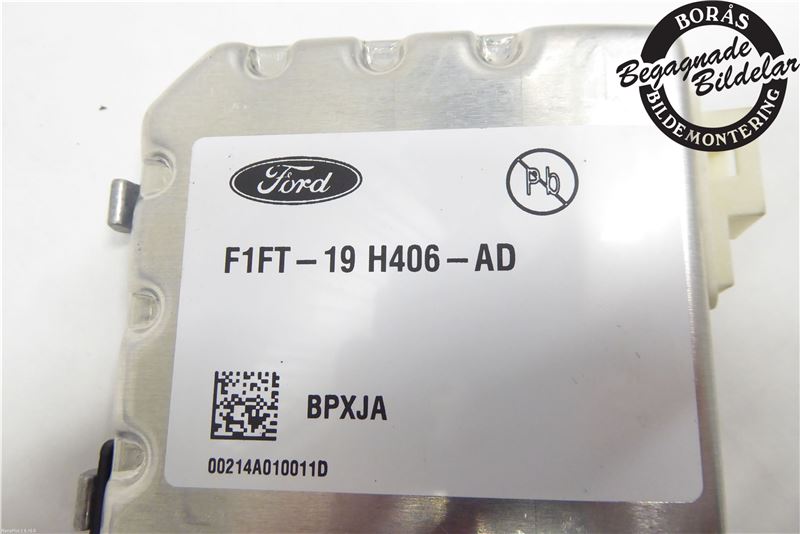 BORÅS
Begagnade
Bildelar
BILDEMONTERING
Ford
Pb
F1FT-19 H406-AD
BPXJA
00214A010011D